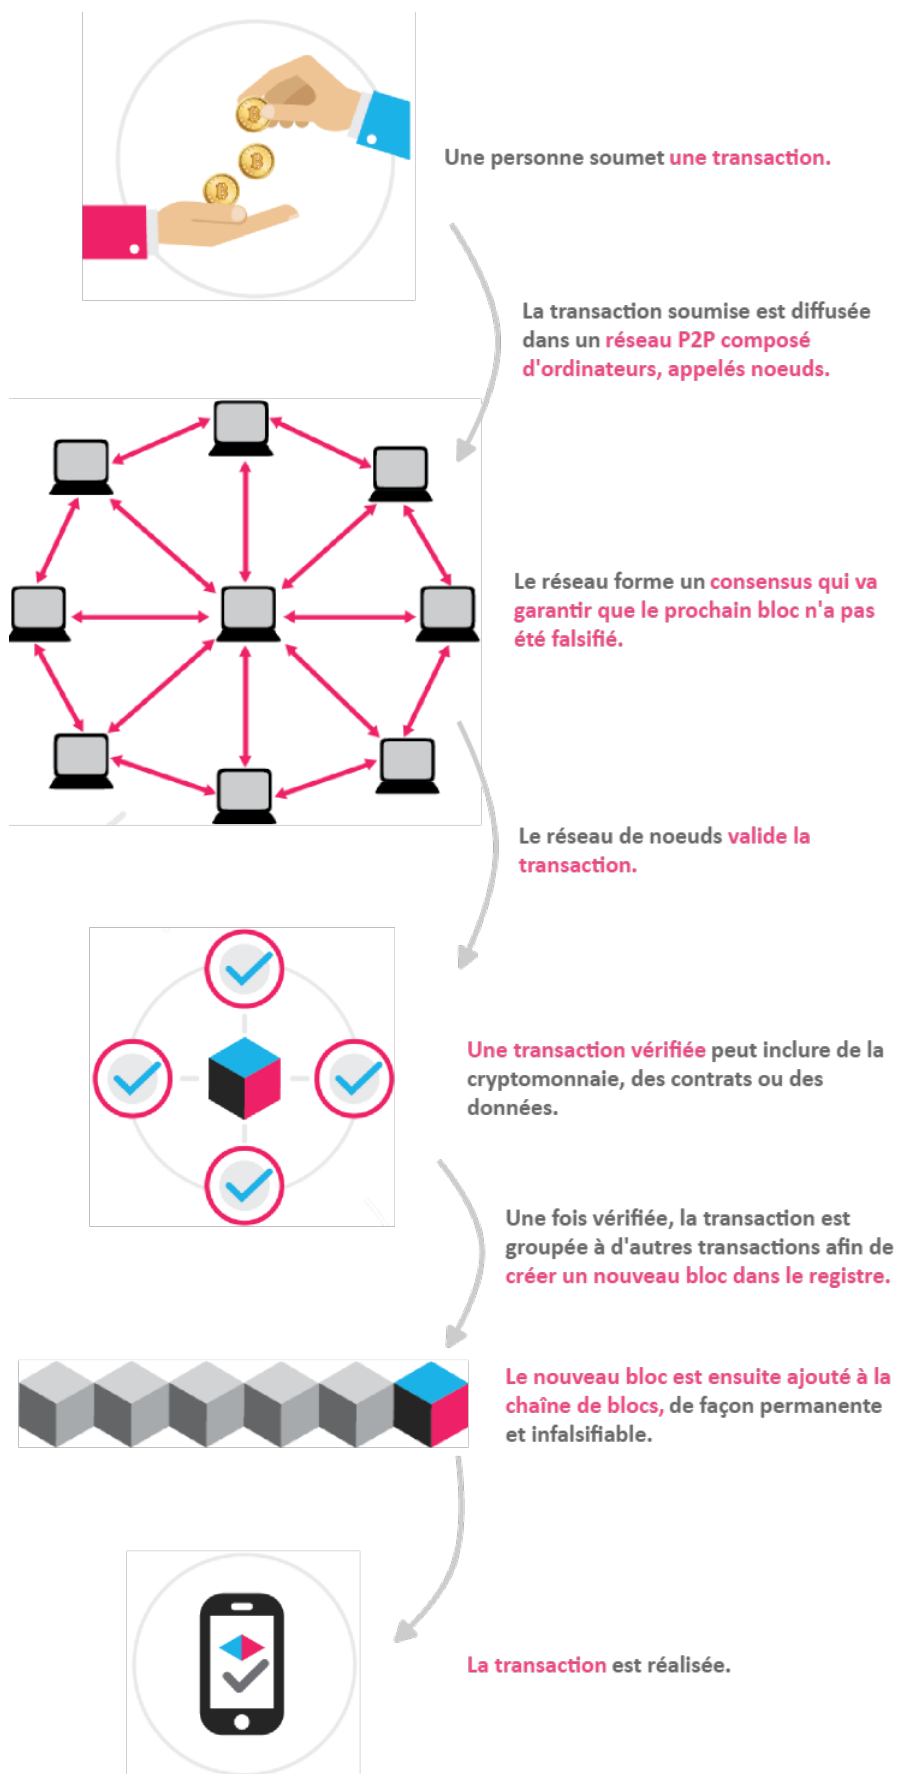 Une personne soumet une transaction.
La transaction soumise est diffusée
dans un réseau P2P composé
d'ordinateurs, appelés noeuds.
Le réseau forme un consensus qui va
garantir que le prochain bloc n'a pas
été falsifié.
Le réseau de noeuds valide la
transaction.
Une transaction vérifiée peut inclure de la
cryptomonnaie, des contrats ou des
données.
Une fois vérifiée, la transaction est
groupée à d'autres transactions afin de
créer un nouveau bloc dans le registre.
Le nouveau bloc est ensuite ajouté à la
chaîne de blocs, de façon permanente
et infalsifiable.
La transaction est réalisée.